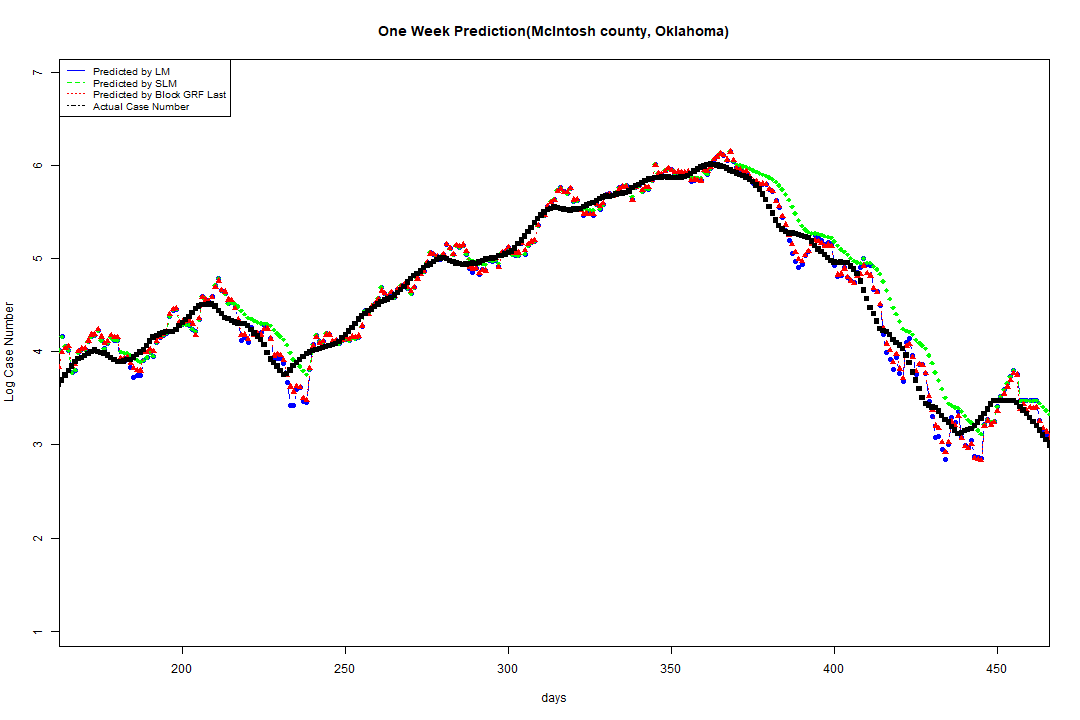 One Week Prediction(McIntosh county, Oklahoma)
Predicted by LM
Predicted by SLM
Predicted by Block GRF Last
Actual Case Number
7
6
5
4
3
2
1
Log Case Number
200 250 300 350 400 450
days